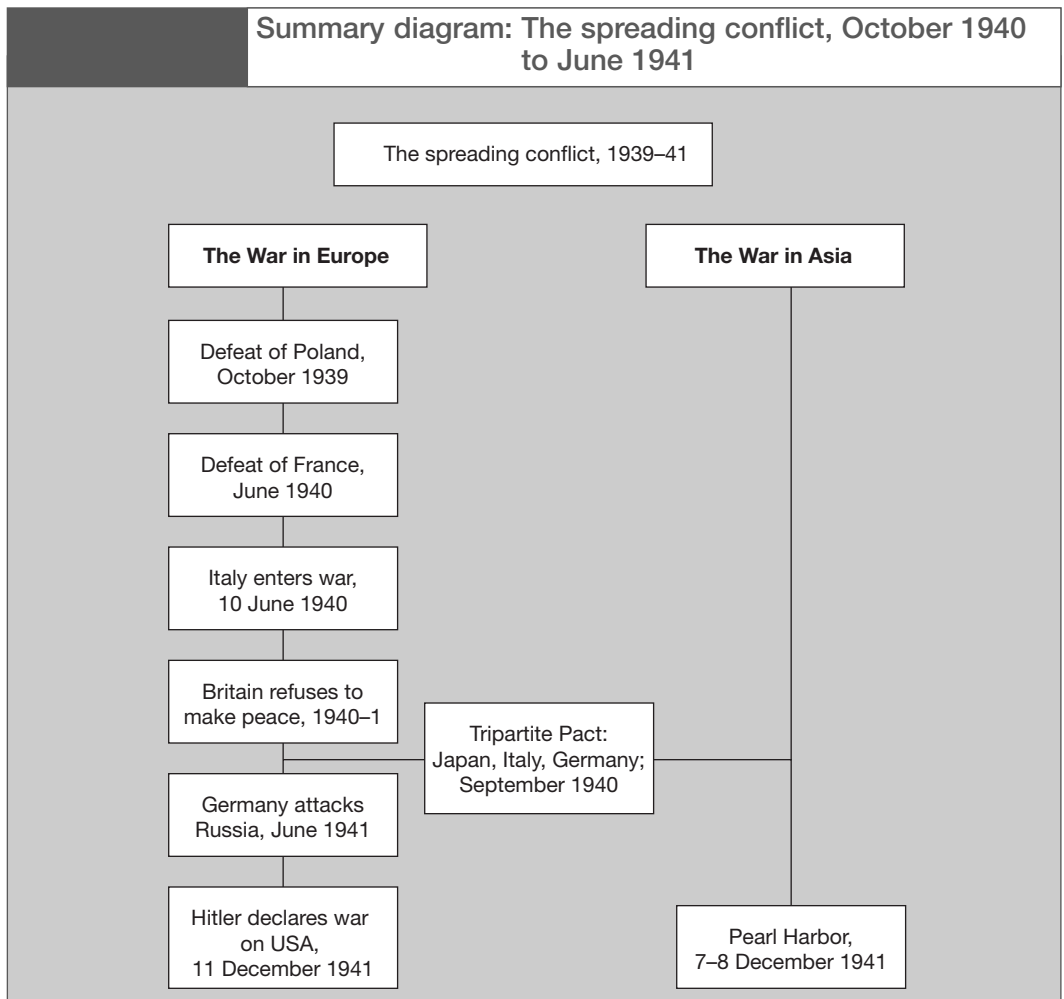 Summary diagram: The spreading conflict, October 1940
to June 1941
The spreading conflict, 1939–41
The War in Europe
The War in Asia
Defeat of Poland,
October 1939
Defeat of France,
June 1940
Italy enters war,
10 June 1940
Britain refuses to
make peace, 1940–1
Tripartite Pact:
Japan, Italy, Germany;
September 1940
Germany attacks
Russia, June 1941
Hitler declares war
on USA,
11 December 1941
Pearl Harbor,
7–8 December 1941